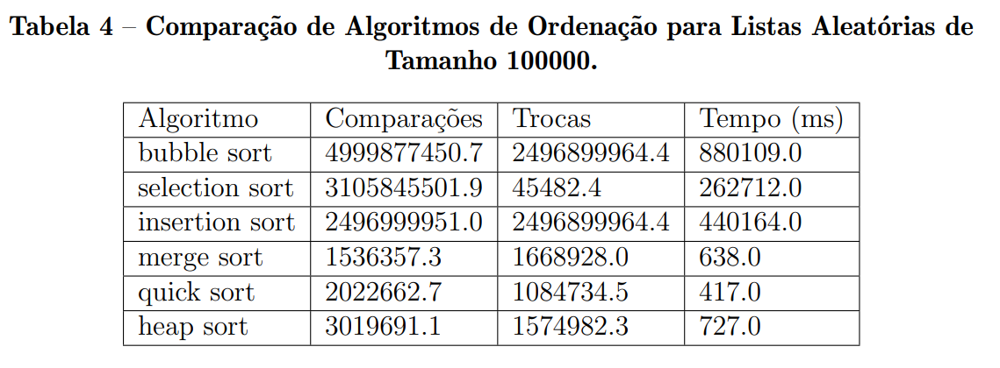 Tabela 4 – Comparação de Algoritmos de Ordenação para Listas Aleatórias de
Tamanho 100000.
Algoritmo Comparações Trocas Tempo (ms)
bubble sort 4999877450.7 2496899964.4 880109.0
selection sort 3105845501.9 45482.4 262712.0
insertion sort 2496999951.0 2496899964.4 440164.0
merge sort 1536357.3 1668928.0 638.0
quick sort 2022662.7 1084734.5 417.0
heap sort 3019691.1 1574982.3 727.0